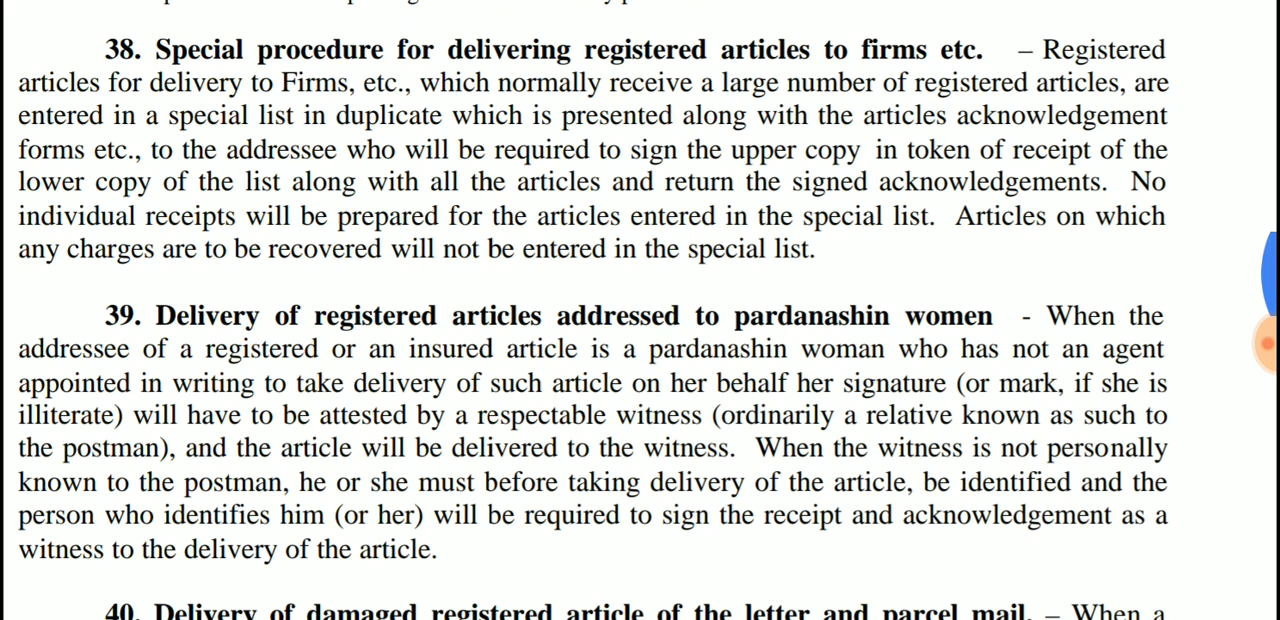 38. Special procedure for delivering registered articles to firms etc. – Registered
articles for delivery to Firms, etc., which normally receive a large number of registered articles, are
entered in a special list in duplicate which is presented along with the articles acknowledgement
forms etc., to the addressee who will be required to sign the upper copy in token of receipt of the
lower copy of the list along with all the articles and return the signed acknowledgements. No
individual receipts will be prepared for the articles entered in the special list. Articles on which
any charges are to be recovered will not be entered in the special list.
39. Delivery of registered articles addressed to pardanashin women - When the
addressee of a registered or an insured article is a pardanashin woman who has not an agent
appointed in writing to take delivery of such article on her behalf her signature (or mark, if she is
illiterate) will have to be attested by a respectable witness (ordinarily a relative known as such to
the postman), and the article will be delivered to the witness. When the witness is not personally
known to the postman, he or she must before taking delivery of the article, be identified and the
person who identifies him (or her) will be required to sign the receipt and acknowledgement as a
witness to the delivery of the article.
40. Delivery of damaged registered article of the letter and parcel mail. – When a